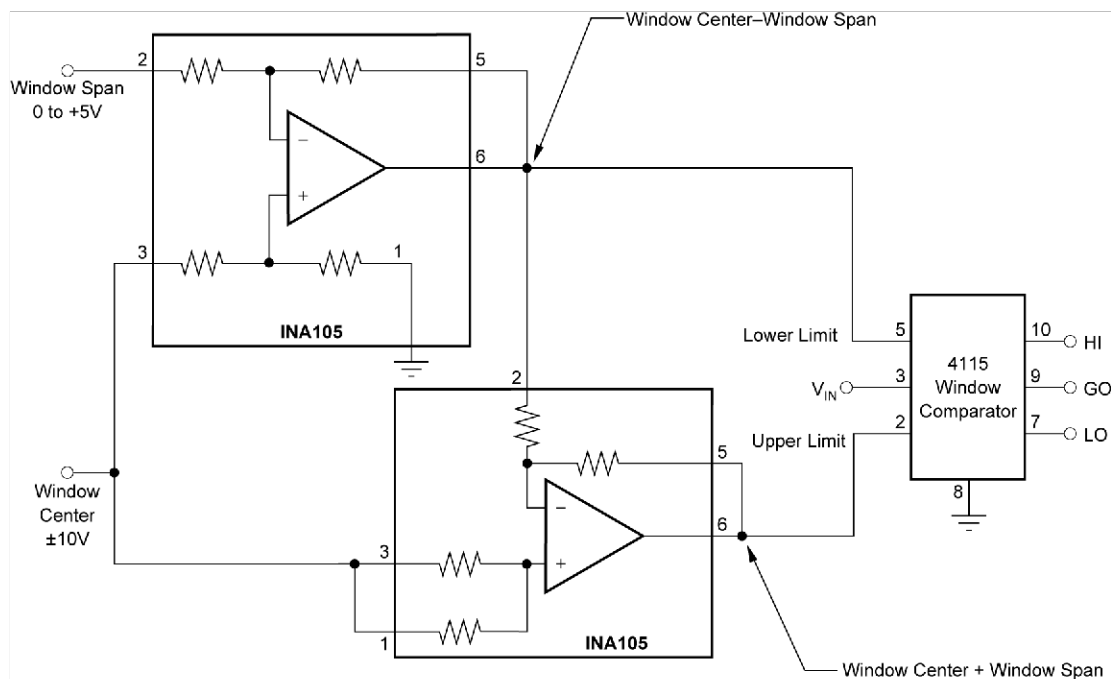 Window Center–Window Span
2
5
Window Span
0 to +5V
−
6
+
3
1
INA105
2
Lower Limit
5
10
HI
4115
Window
Comparator
V_IN
3
9
GO
2
7
LO
Upper Limit
8
5
Window
Center
±10V
−
6
3
+
1
INA105
Window Center + Window Span